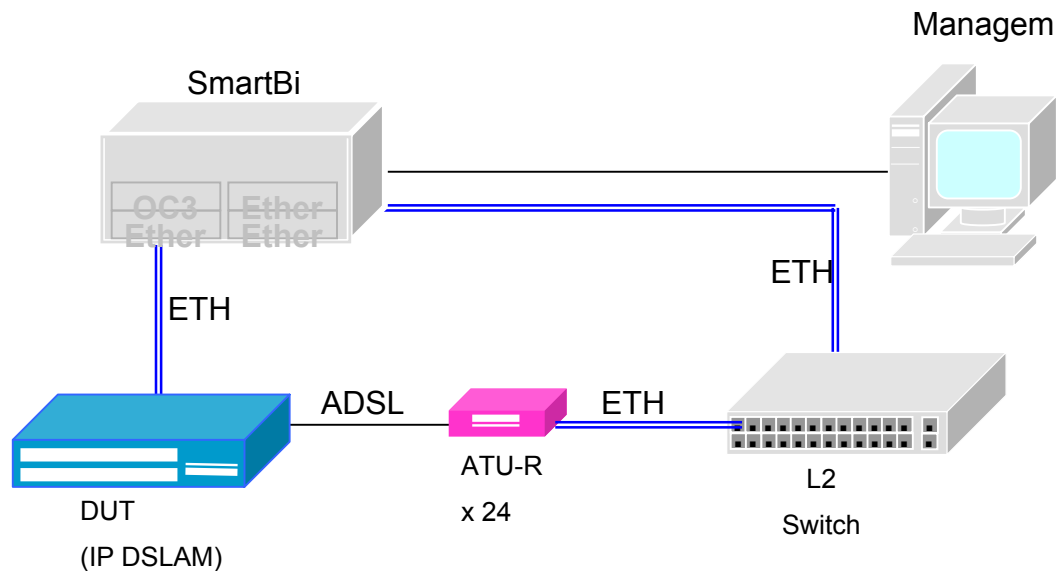 Managem
SmartBi
OC3
Ether
Ether
Ether
ETH
ETH
ADSL
ETH
ATU-R
x 24
L2
Switch
DUT
(IP DSLAM)